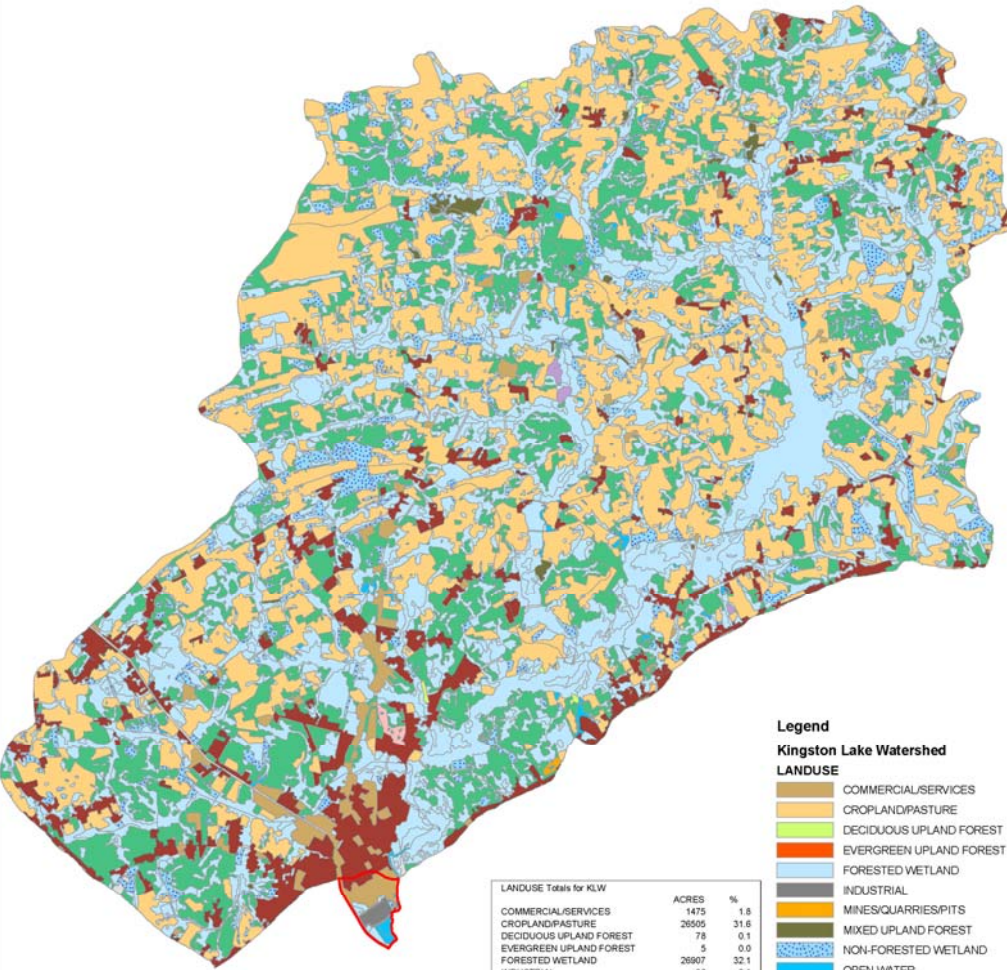 Legend
Kingston Lake Watershed
LANDUSE
COMMERCIAL/SERVICES
CROPLAND/PASTURE
DECIDUOUS UPLAND FOREST
EVERGREEN UPLAND FOREST
FORESTED WETLAND
INDUSTRIAL
MINES/QUARRIES/PITS
MIXED UPLAND FOREST
NON-FORESTED WETLAND
OPEN WATER
LANDUSE Totals for KLW
ACRES %
COMMERCIAL/SERVICES 1475 1.8
CROPLAND/PASTURE 26505 31.6
DECIDUOUS UPLAND FOREST 78 0.1
EVERGREEN UPLAND FOREST 5 0.0
FORESTED WETLAND 26907 32.1